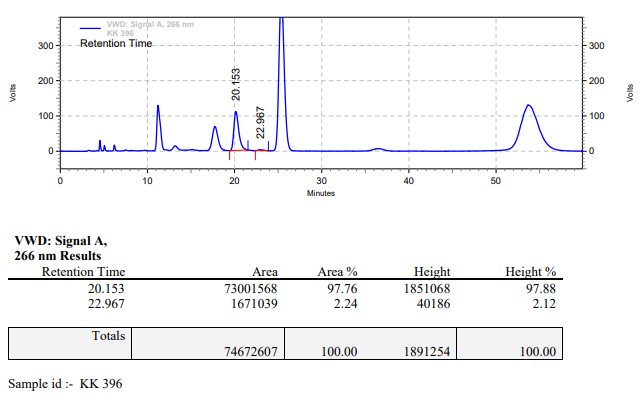 VWD: Signal A, 266 nm
KK 396
Retention Time
300
200
100
0
Volts
20.153
22.967
300
200
100
0
Volts
0 10 20 30 40 50
Minutes
VWD: Signal A,
266 nm Results
Retention Time Area Area % Height Height %
20.153 73001568 97.76 1851068 97.88
22.967 1671039 2.24 40186 2.12
Totals
74672607 100.00 1891254 100.00
Sample id :- KK 396